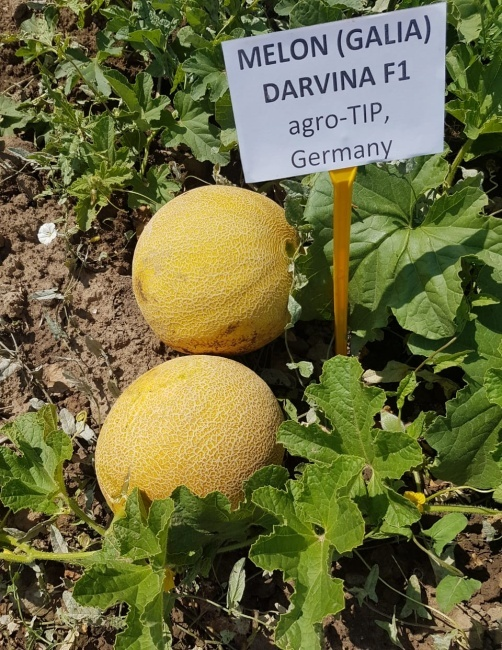 MELON (GALIA)
DARVINA F1
agro-TIP,
Germany